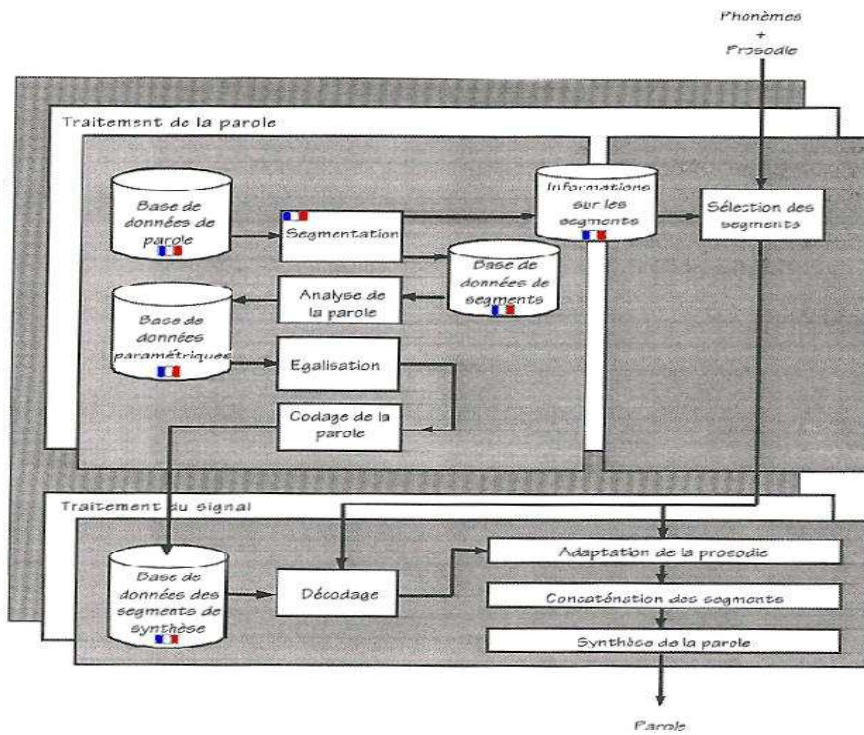 Phonèmes
+
Prosodie
Traitement de la parole
Base de
données de
parole
Segmentation
Informations
sur les
segments
Sélection des
segments
Base de
données de
segments
Analyse de
la parole
Base de
données
paramétriques
Egalisation
Codage de la
parole
Traitement du signal
Base de
données des
segments de
synthèse
Décodage
Adaptation de la prosodie
Concaténation des segments
Synthèse de la parole
Parole